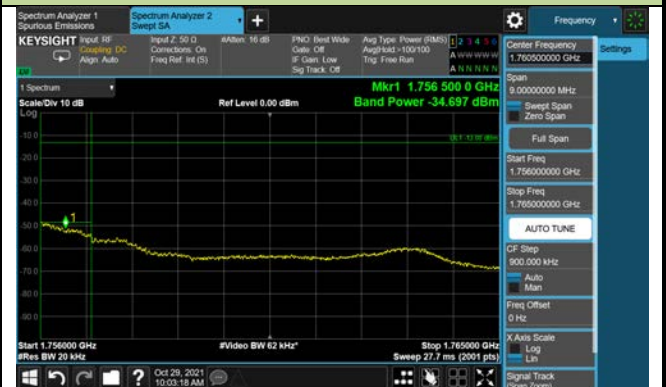 Spectrum Analyzer 1
Spurious Emissions
Spectrum Analyzer 2
Swept SA
+
Frequency
KEYSIGHT
Input: RF
Coupling: DC
Align: Auto
Input Z: 50 Ω
Corrections: On
Freq Ref: Int (S)
#Atten: 16 dB
PNO: Best Wide
Gate: Off
IF Gain: Low
Sig Track: Off
Avg Type: Power (RMS)
Avg|Hold:>100/100
Trig: Free Run
1 2 3 4 5 6
A W W W W W
A N N N N N
1 Spectrum
Scale/Div 10 dB
Log
Ref Level 0.00 dBm
Mkr1 1.756 500 0 GHz
Band Power -34.697 dBm
DL1 -13.00 dBm
-10.0
-20.0
-30.0
-40.0
-50.0
-60.0
-70.0
-80.0
-90.0
1
Start 1.756000 GHz
#Res BW 20 kHz
#Video BW 62 kHz*
Stop 1.765000 GHz
Sweep 27.7 ms (2001 pts)
Center Frequency
1.760500000 GHz
Span
9.00000000 MHz
Swept Span
Zero Span
Full Span
Start Freq
1.756000000 GHz
Stop Freq
1.765000000 GHz
AUTO TUNE
CF Step
900.000 kHz
Auto
Man
Freq Offset
0 Hz
X Axis Scale
Log
Lin
Signal Track
(Span Zoom)
Settings
?
Oct 29, 2021
10:03:18 AM